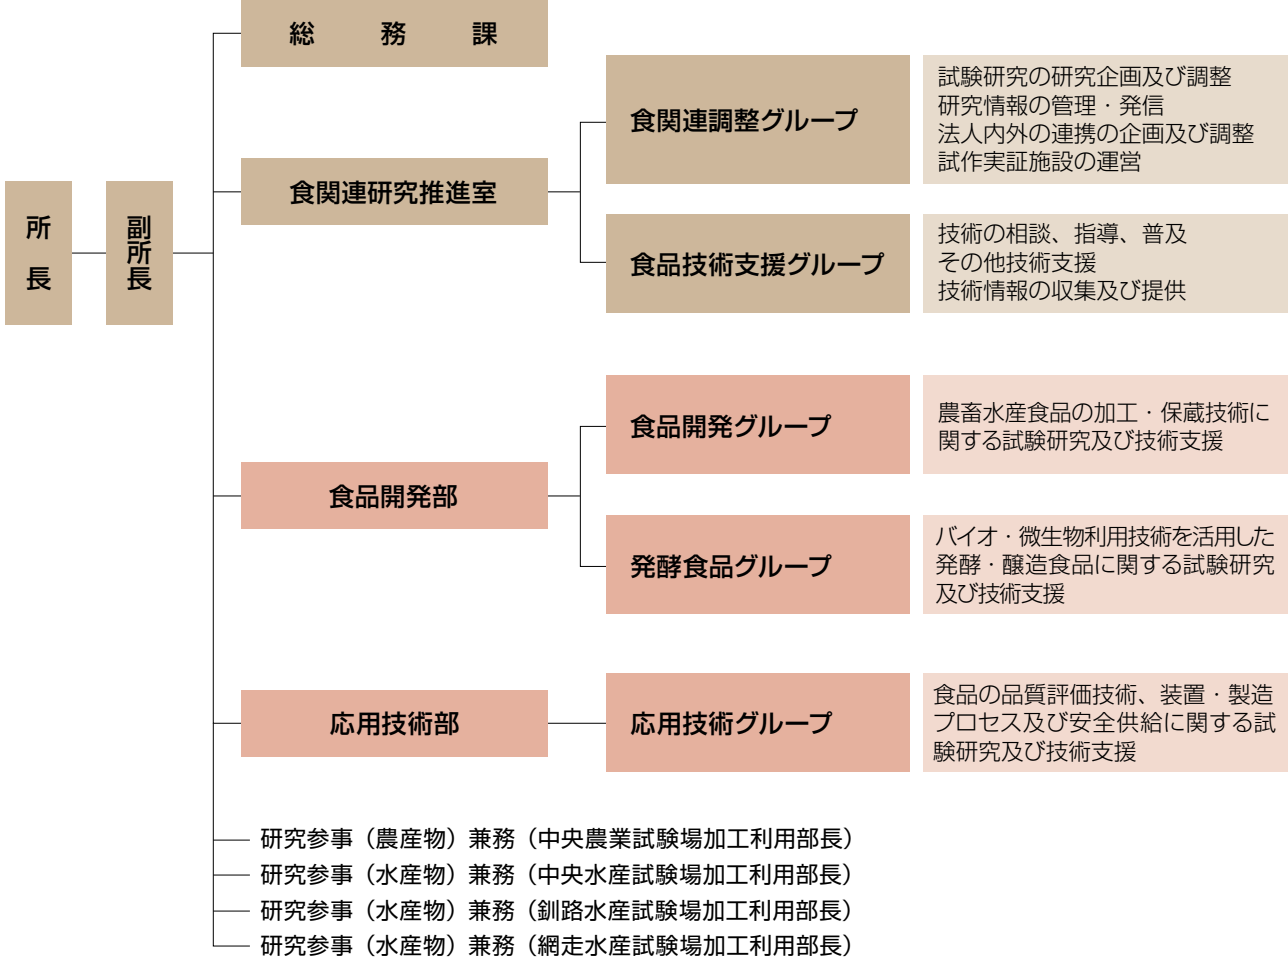 所長
副所長
総務課
食関連研究推進室
食関連調整グループ
試験研究の研究企画及び調整
研究情報の管理・発信
法人内外の連携の企画及び調整
試作実証施設の運営
食品技術支援グループ
技術の相談、指導、普及
その他技術支援
技術情報の収集及び提供
食品開発部
食品開発グループ
農畜水産食品の加工・保蔵技術に
関する試験研究及び技術支援
発酵食品グループ
バイオ・微生物利用技術を活用した
発酵・醸造食品に関する試験研究
及び技術支援
応用技術部
応用技術グループ
食品の品質評価技術、装置・製造
プロセス及び安全供給に関する試
験研究及び技術支援
研究参事（農産物）兼務（中央農業試験場加工利用部長）
研究参事（水産物）兼務（中央水産試験場加工利用部長）
研究参事（水産物）兼務（釧路水産試験場加工利用部長）
研究参事（水産物）兼務（網走水産試験場加工利用部長）